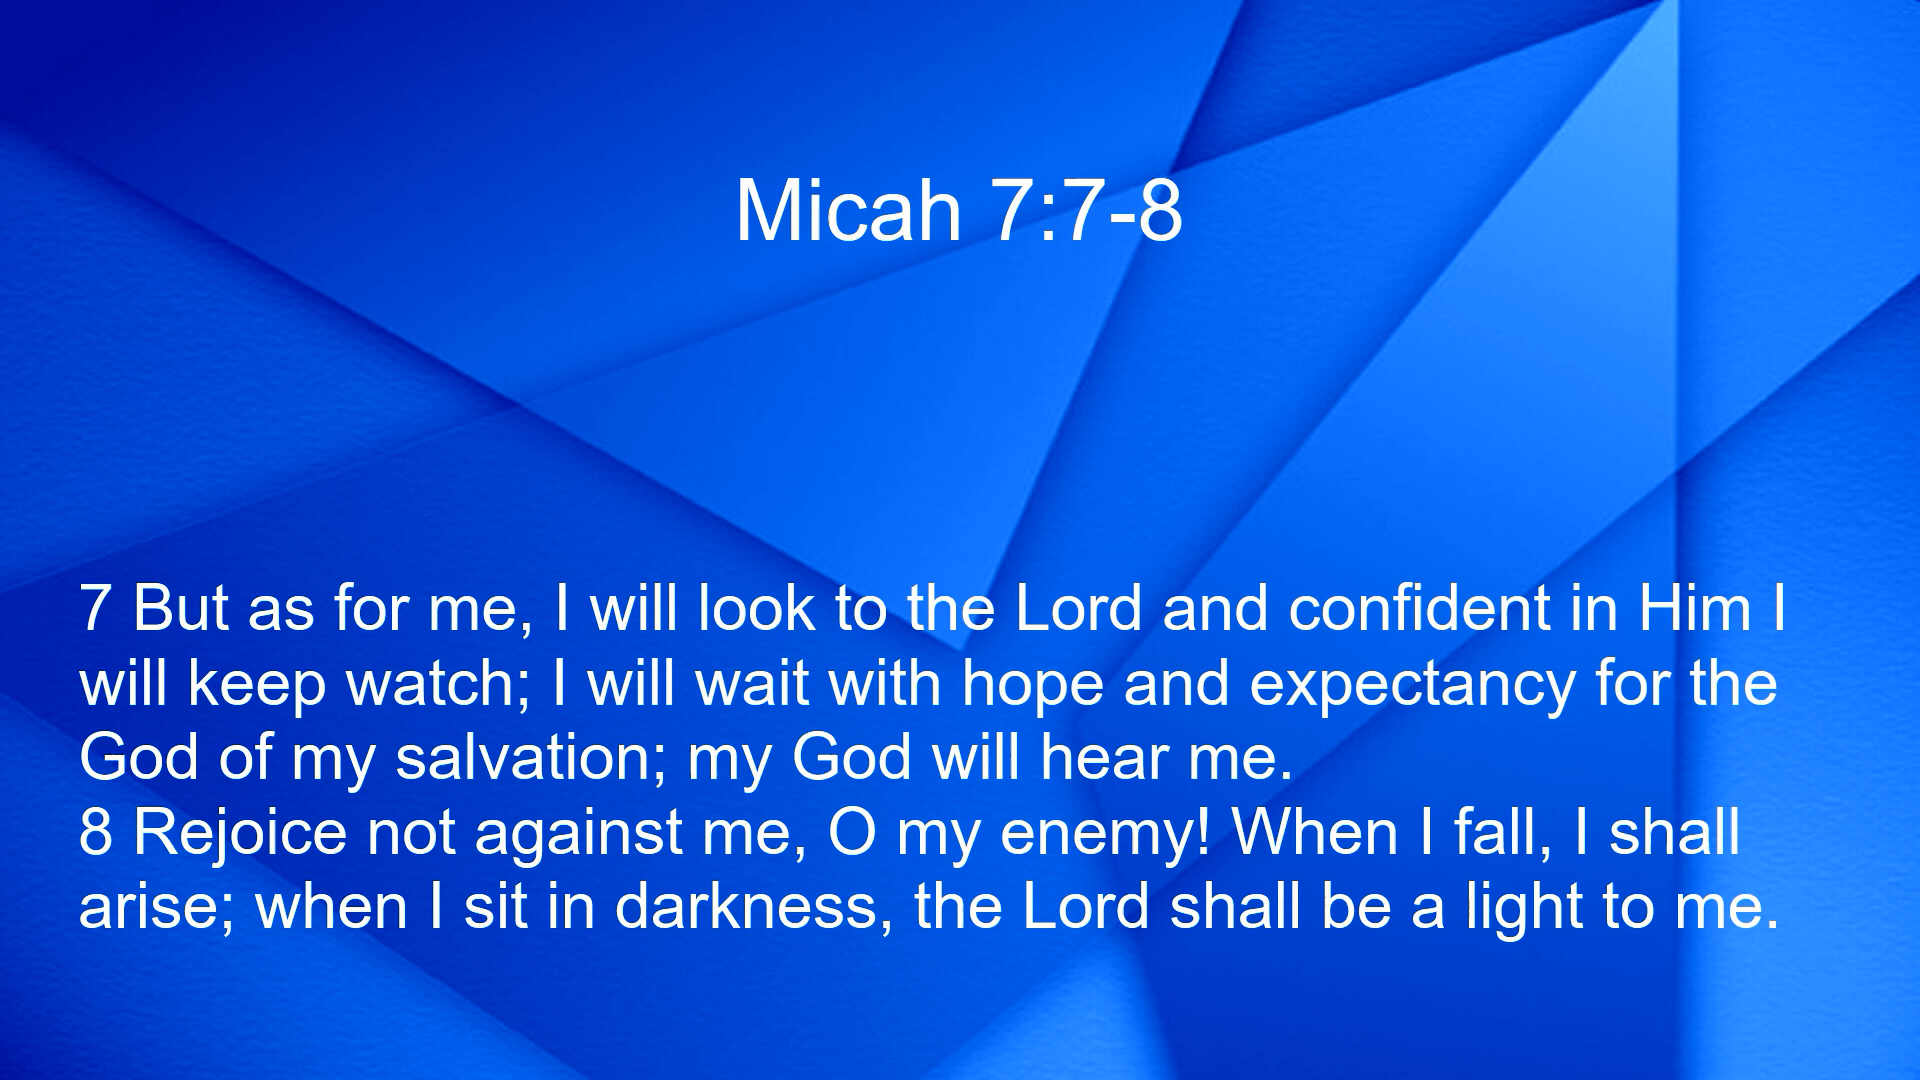 Micah 7:7-8
7 But as for me, I will look to the Lord and confident in Him I
will keep watch; I will wait with hope and expectancy for the
God of my salvation; my God will hear me.
8 Rejoice not against me, O my enemy! When I fall, I shall
arise; when I sit in darkness, the Lord shall be a light to me.